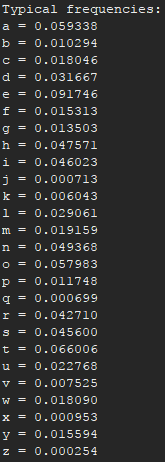 Typical frequencies:
a = 0.059338
b = 0.010294
c = 0.018046
d = 0.031667
e = 0.091746
f = 0.015313
g = 0.013503
h = 0.047571
i = 0.046023
j = 0.000713
k = 0.006043
l = 0.029061
m = 0.019159
n = 0.049368
o = 0.057983
p = 0.011748
q = 0.000699
r = 0.042710
s = 0.045600
t = 0.066006
u = 0.022768
v = 0.007525
w = 0.018090
x = 0.000953
y = 0.015594
z = 0.000254